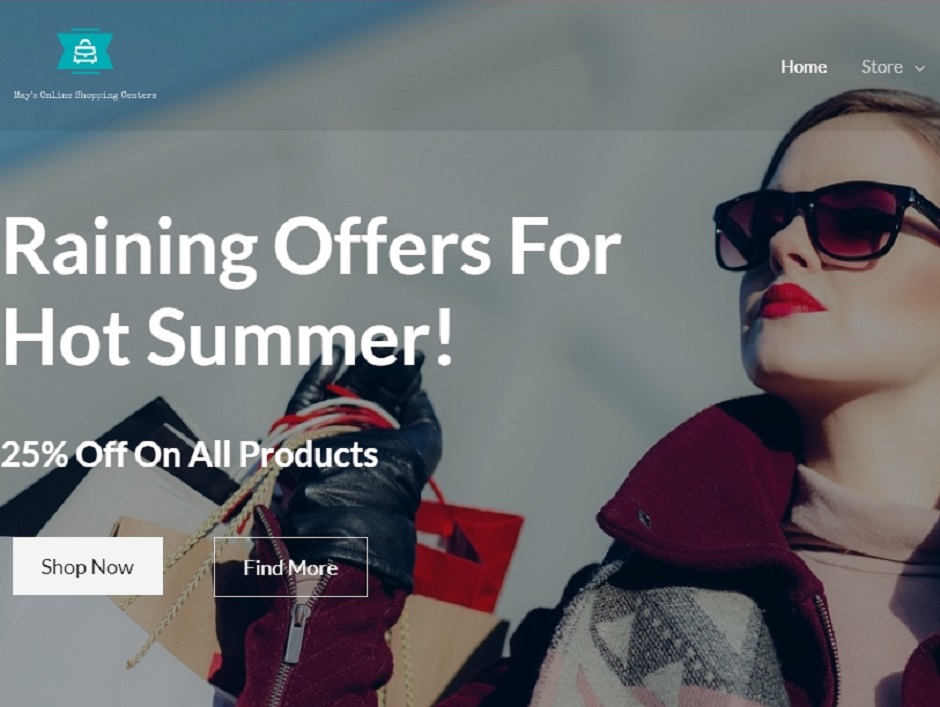 May's Online Shopping Centers
Home Store
Raining Offers For
Hot Summer!
25% Off On All Products
Shop Now Find More